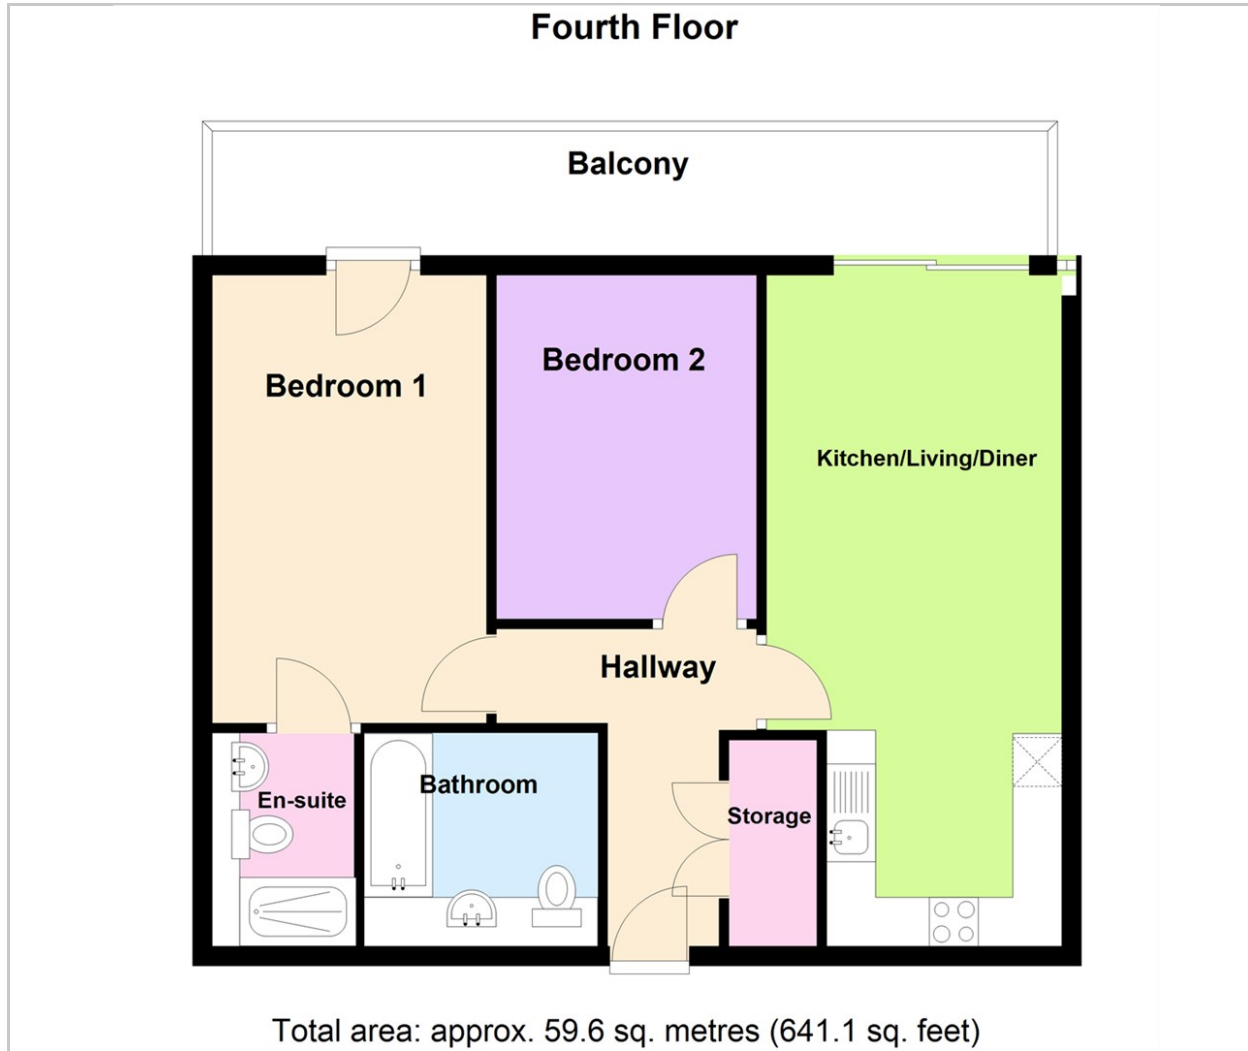 Fourth Floor
Balcony
Bedroom 1
Bedroom 2
Kitchen/Living/Diner
Hallway
En-suite
Bathroom
Storage
Total area: approx. 59.6 sq. metres (641.1 sq. feet)